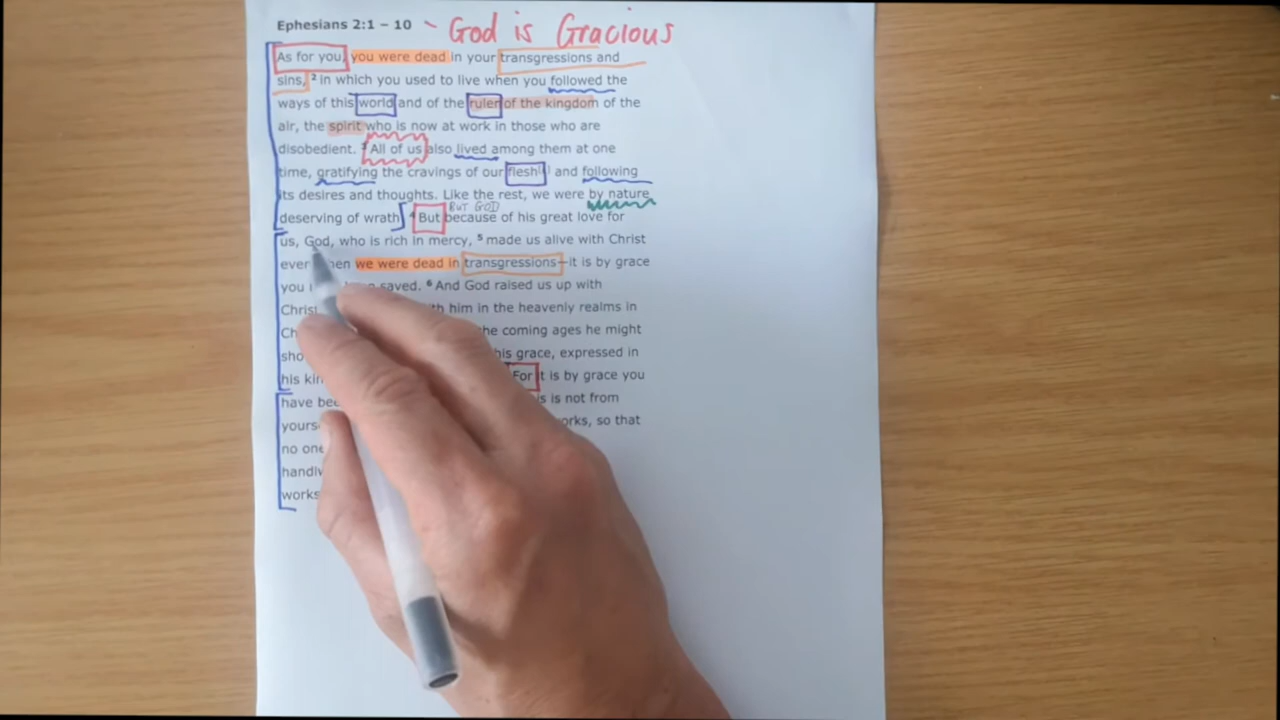 Ephesians 2:1 – 10 ~ God is Gracious
As for you, you were dead in your transgressions and
sins, ² in which you used to live when you followed the
ways of this world and of the ruler of the kingdom of the
air, the spirit who is now at work in those who are
disobedient. ³ All of us also lived among them at one
time, gratifying the cravings of our flesh and following
its desires and thoughts. Like the rest, we were by nature
BUT GOD
deserving of wrath. ⁴ But because of his great love for
us, God, who is rich in mercy, ⁵ made us alive with Christ
even when we were dead in transgressions—it is by grace
you saved. ⁶ And God raised us up with
him in the heavenly realms in
the coming ages he might
his grace, expressed in
his For it is by grace you
have is not from
so that
no one
works